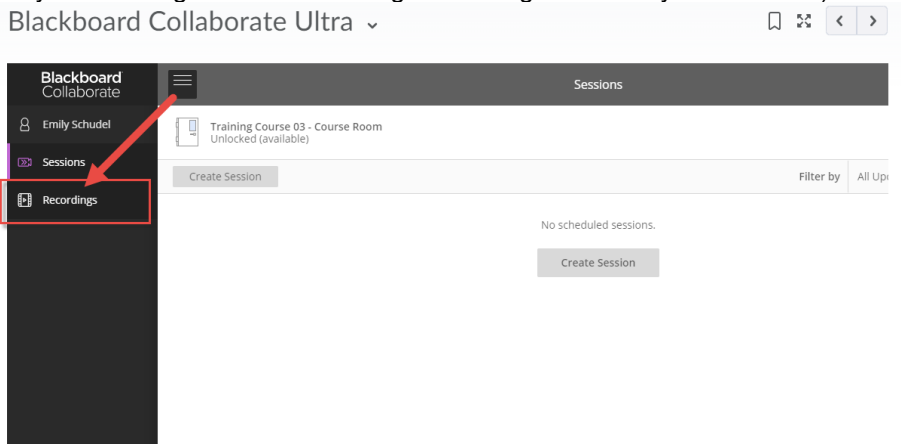 Blackboard Collaborate Ultra
Blackboard
Collaborate
Sessions
Emily Schudel
Training Course 03 - Course Room
Unlocked (available)
Sessions
Create Session
Filter by
Recordings
No scheduled sessions.
Create Session